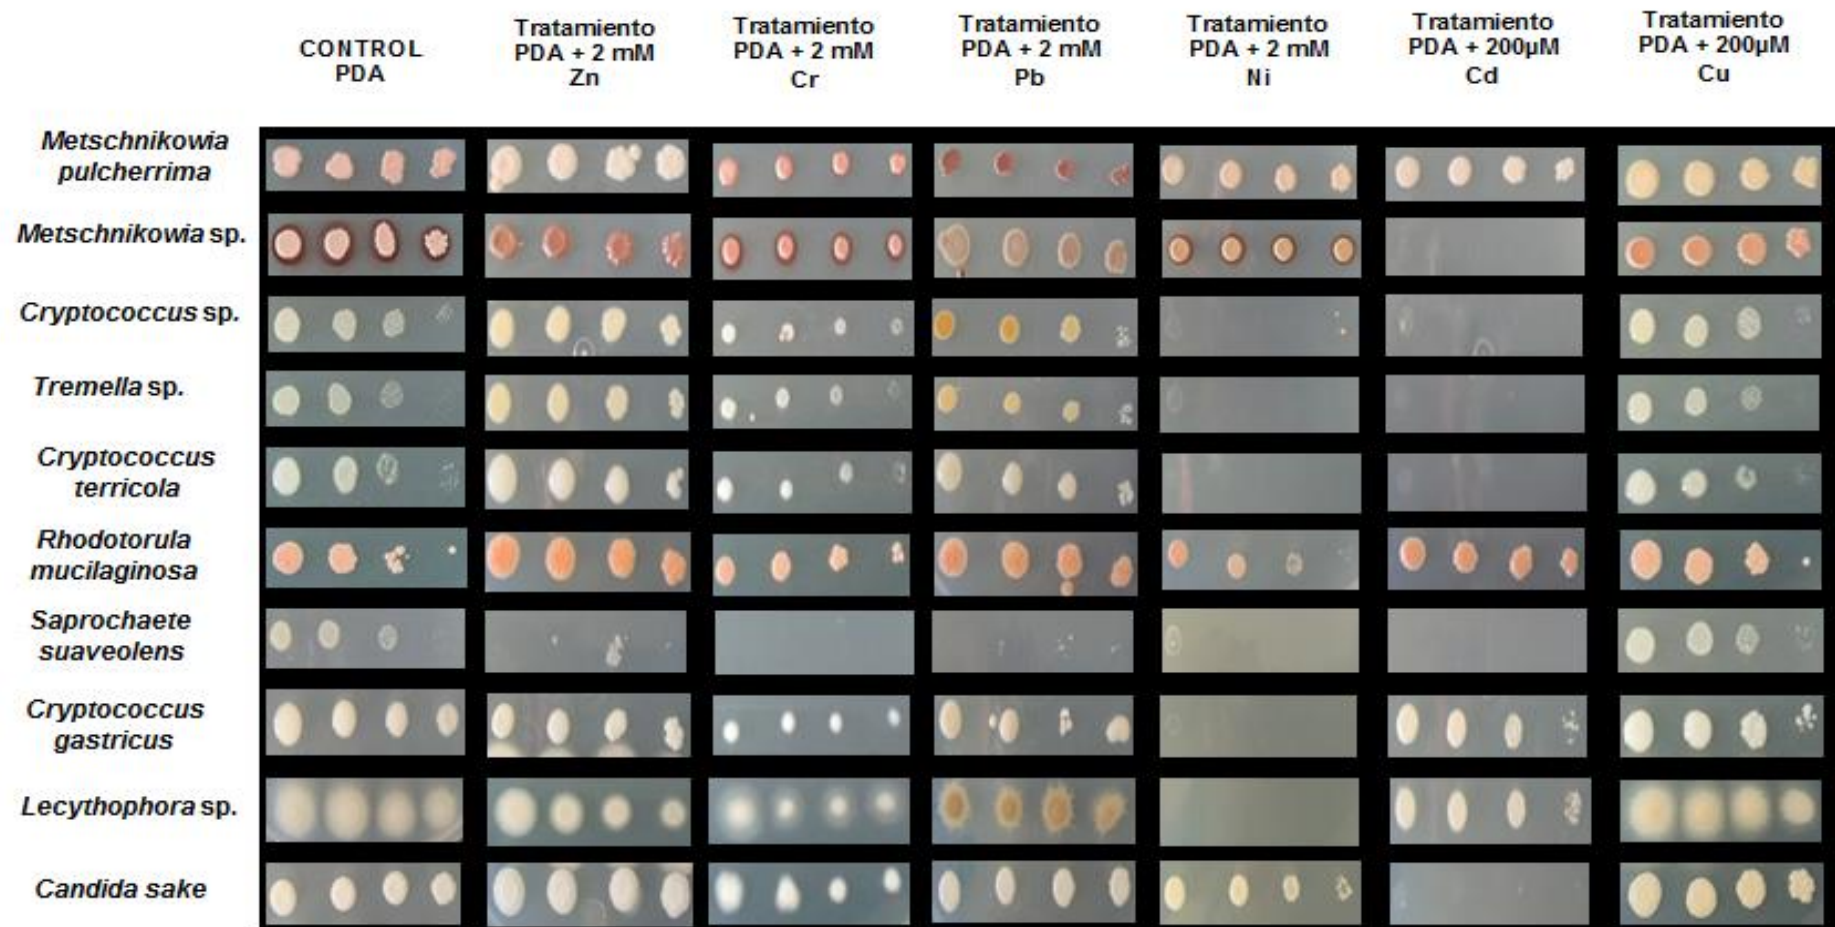 CONTROL
PDA
Tratamiento
PDA + 2 mM
Zn
Tratamiento
PDA + 2 mM
Cr
Tratamiento
PDA + 2 mM
Pb
Tratamiento
PDA + 2 mM
Ni
Tratamiento
PDA + 200µM
Cd
Tratamiento
PDA + 200µM
Cu
Metschnikowia
pulcherrima
Metschnikowia sp.
Cryptococcus sp.
Tremella sp.
Cryptococcus
terricola
Rhodotorula
mucilaginosa
Saprochaete
suaveolens
Cryptococcus
gastricus
Lecythophora sp.
Candida sake